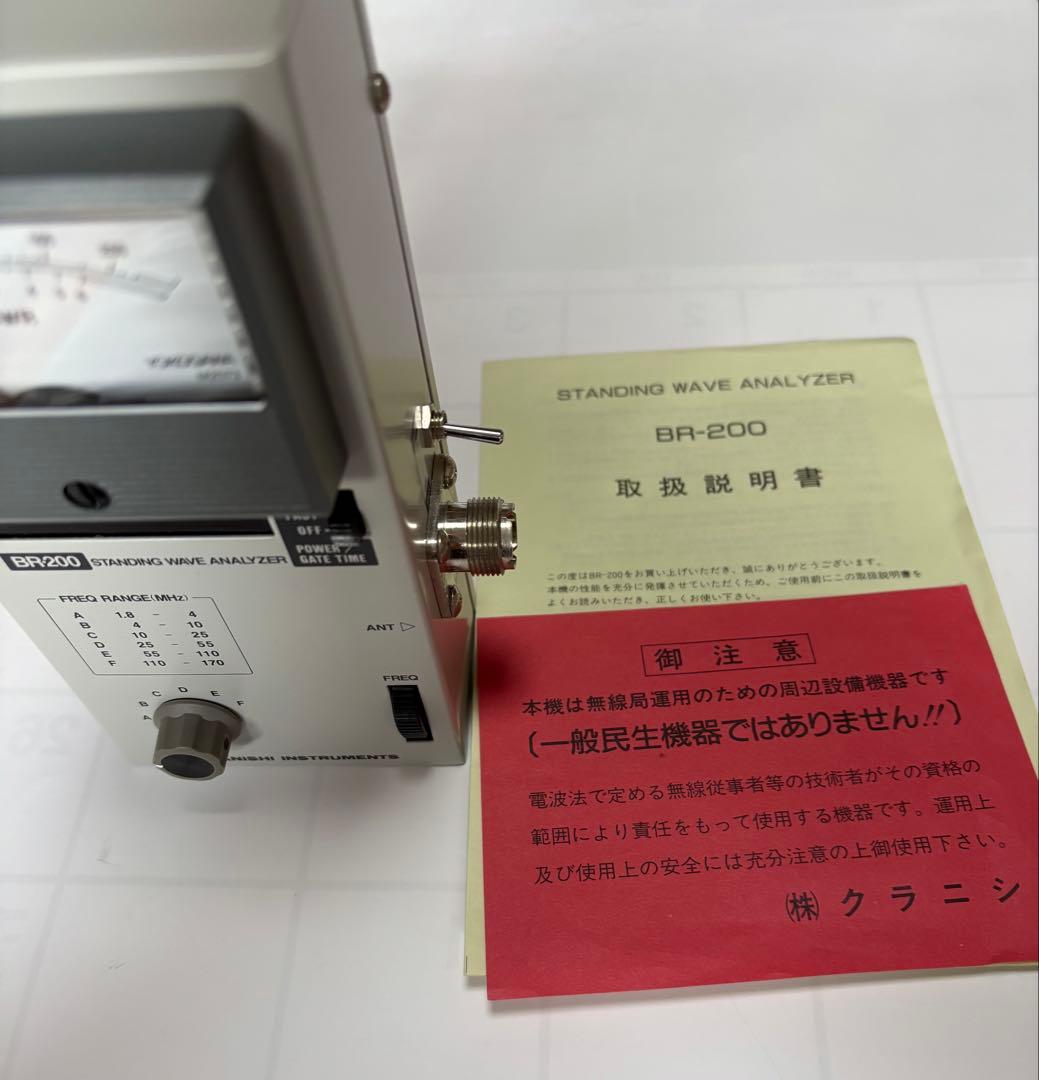 YOKOGAWA
OFF
POWER/
GATE TIME
BR-200 STANDING WAVE ANALYZER
FREQ RANGE(MHz)
A 1.8 - 4
B 4 - 10
C 10 - 25
D 25 - 55
E 55 - 110
F 110 - 170
ANT ▷
FREQ
A B C D E F
ANISHI INSTRUMENTS
STANDING WAVE ANALYZER
BR-200
取扱説明書
この度はBR-200をお買い上げいただき、誠にありがとうございます。
本機の性能を充分に発揮させていただくため、ご使用前にこの取扱説明書を
よくお読みいただき、正しくお使い下さい。
御注意
本機は無線局運用のための周辺設備機器です
(一般民生機器ではありません!!)
電波法で定める無線従事者等の技術者がその資格の
範囲により責任をもって使用する機器です。運用上
及び使用上の安全には充分注意の上御使用下さい。
㈱クラニシ